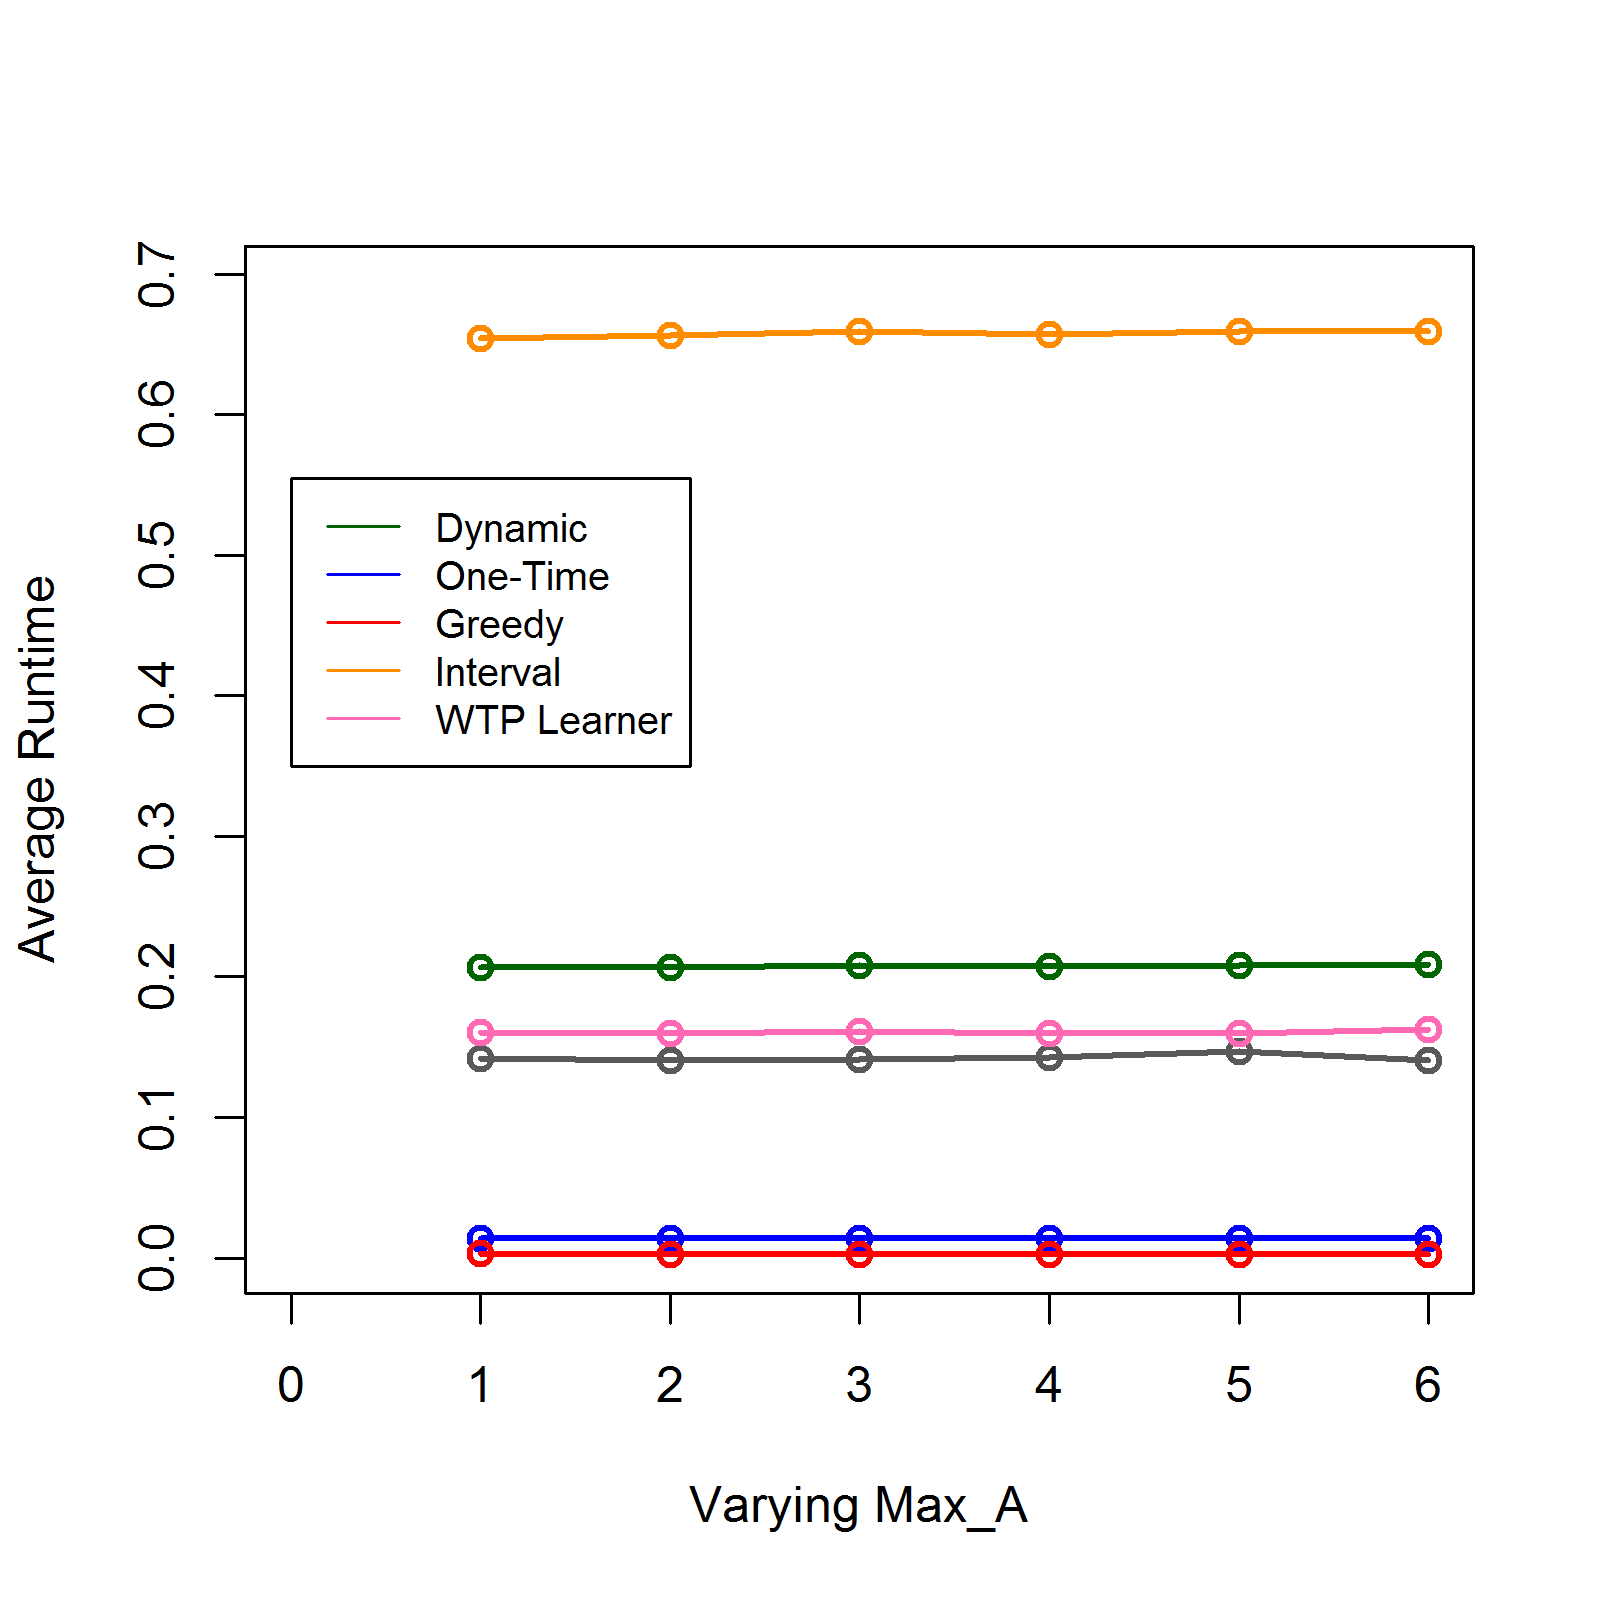 0.7
0.6
0.5
0.4
0.3
0.2
0.1
0.0
Average Runtime
Dynamic
One-Time
Greedy
Interval
WTP Learner
0 1 2 3 4 5 6
Varying Max_A